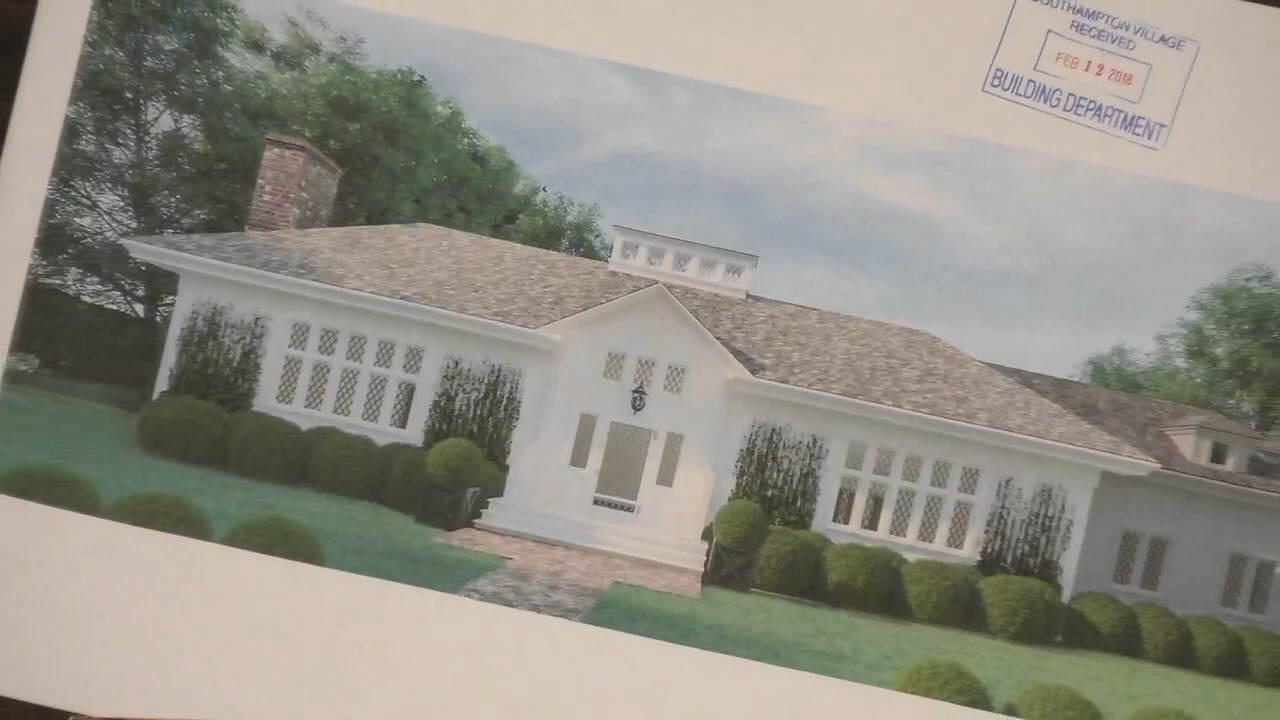 SOUTHAMPTON VILLAGE
RECEIVED
FEB 12 2018
BUILDING DEPARTMENT